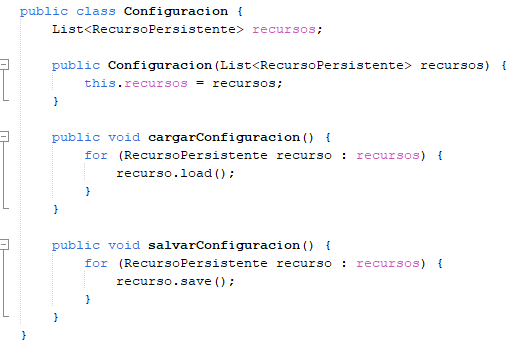 public class Configuracion {
    List<RecursoPersistente> recursos;
    public Configuracion(List<RecursoPersistente> recursos) {
        this.recursos = recursos;
    }
    public void cargarConfiguracion() {
        for (RecursoPersistente recurso : recursos) {
            recurso.load();
        }
    }
    public void salvarConfiguracion() {
        for (RecursoPersistente recurso : recursos) {
            recurso.save();
        }
    }
}